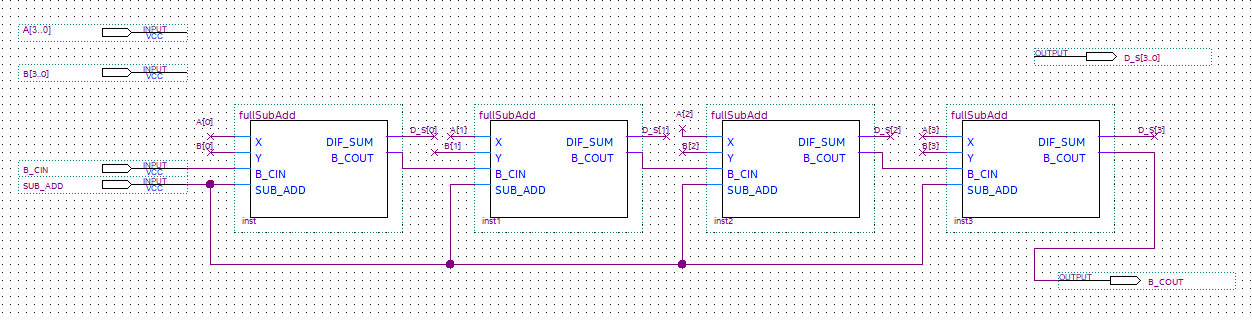 A[3..0] INPUT
VCC
OUTPUT D_S[3..0]
B[3..0] INPUT
VCC
fullSubAdd fullSubAdd fullSubAdd fullSubAdd
A[0] D_S[0] A[1] D_S[1] A[2] D_S[2] A[3] D_S[3]
X DIF_SUM X DIF_SUM X DIF_SUM X DIF_SUM
B[0] B[1] B[2] B[3]
Y B_COUT Y B_COUT Y B_COUT Y B_COUT
B_CIN INPUT
VCC
B_CIN B_CIN B_CIN B_CIN
SUB_ADD INPUT
VCC
SUB_ADD SUB_ADD SUB_ADD SUB_ADD
inst inst1 inst2 inst3
OUTPUT B_COUT